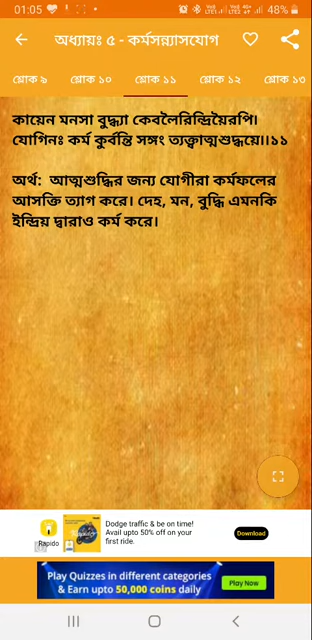 01:05
48%
অধ্যায়ঃ ৫ - কর্মসন্ন্যাসযোগ
শ্লোক ৯ শ্লোক ১০ শ্লোক ১১ শ্লোক ১২ শ্লোক ১৩
কায়েন মনসা বুদ্ধ্যা কেবলৈরিন্দ্রিয়ৈরপি।
যোগিনঃ কর্ম কুর্বন্তি সঙ্গং ত্যক্ত্বাত্মশুদ্ধয়ে।।১১
অর্থ: আত্মশুদ্ধির জন্য যোগীরা কর্মফলের
আসক্তি ত্যাগ করে। দেহ, মন, বুদ্ধি এমনকি
ইন্দ্রিয় দ্বারাও কর্ম করে।
Rapido
Dodge traffic & be on time!
Avail upto 50% off on your
first ride.
Download
Play Quizzes in different categories
& Earn upto 50,000 coins daily
Play Now